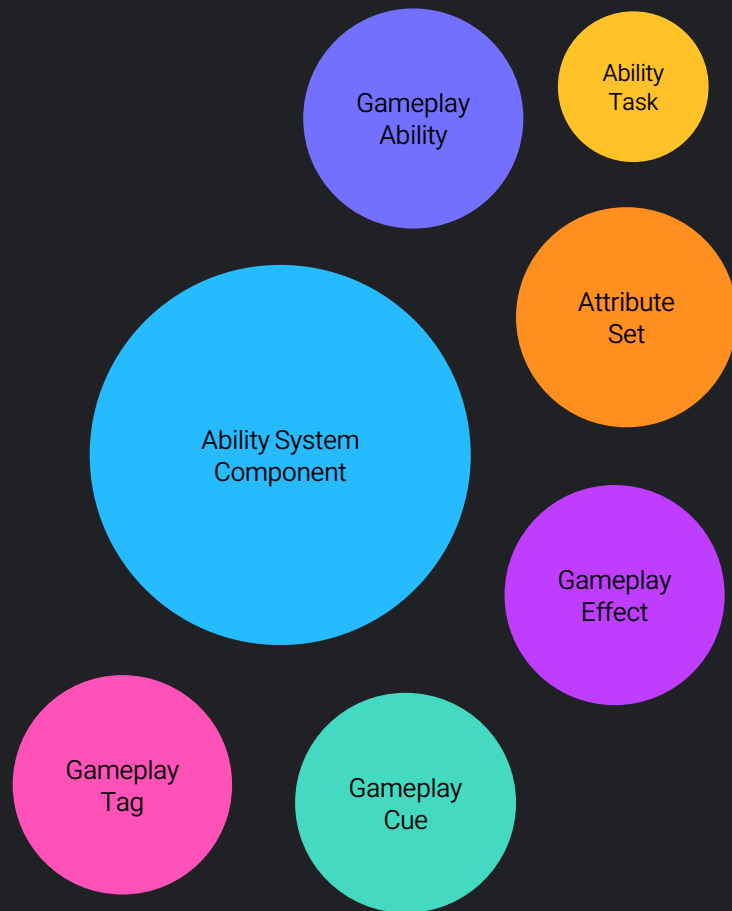 Gameplay
Ability
Ability
Task
Attribute
Set
Ability System
Component
Gameplay
Effect
Gameplay
Tag
Gameplay
Cue